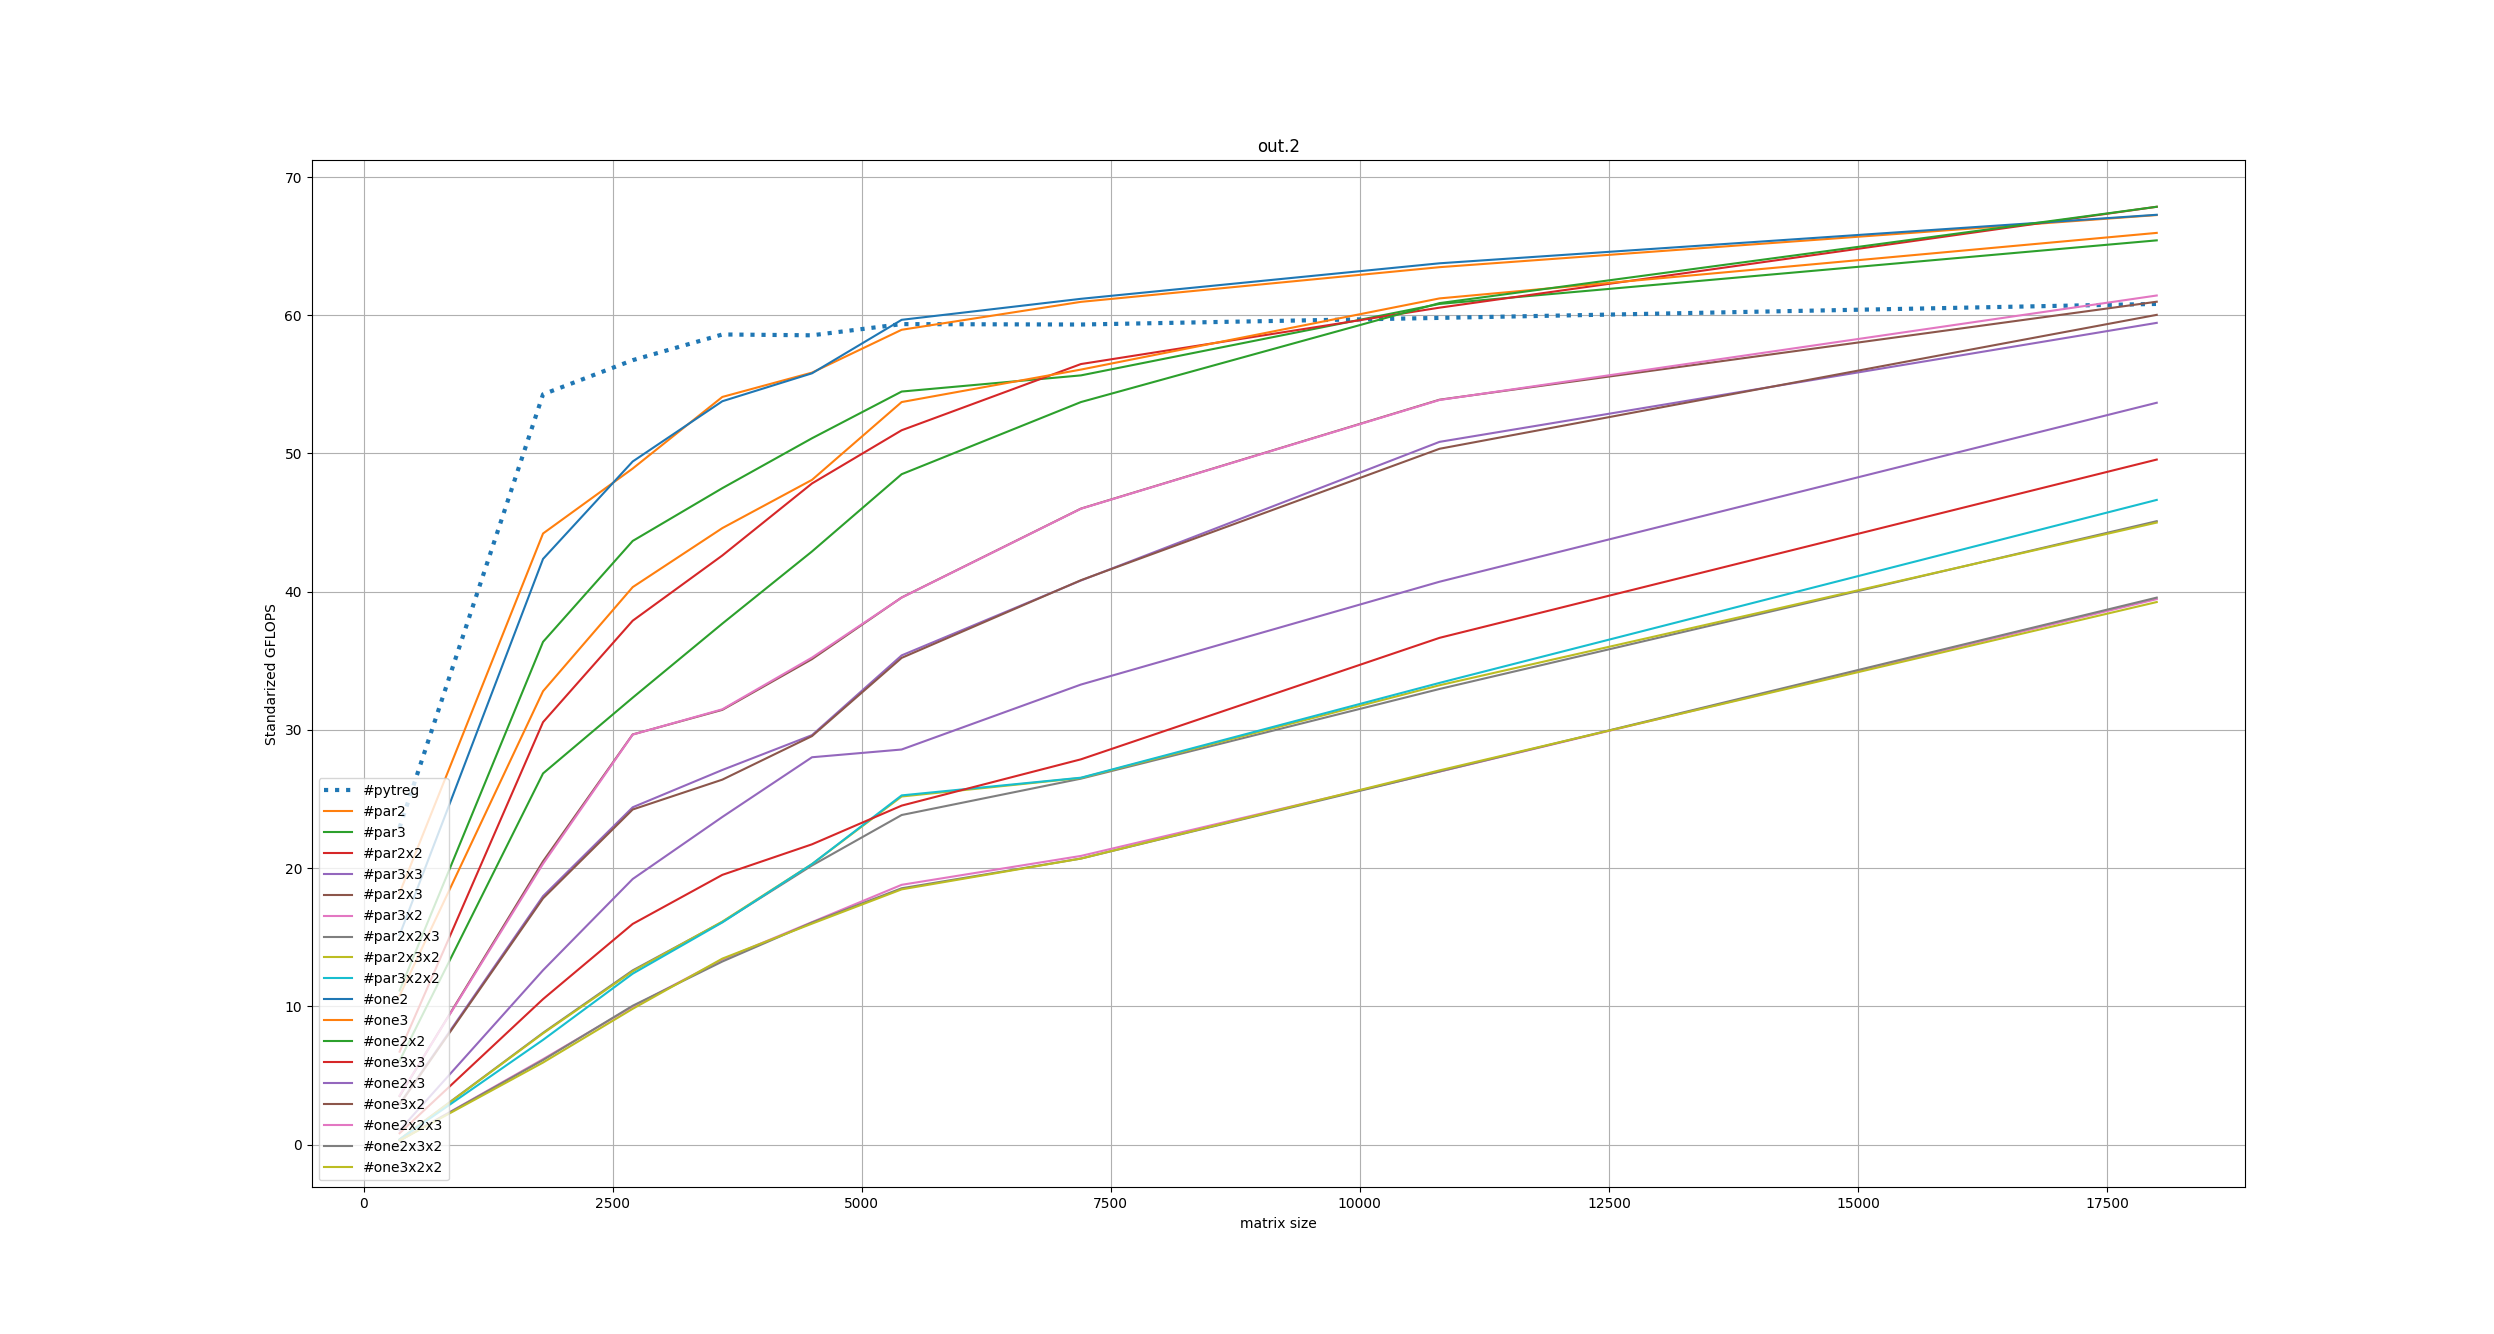 out.2
70
60
50
40
30
20
10
0
Standarized GFLOPS
#pytreg
#par2
#par3
#par2x2
#par3x3
#par2x3
#par3x2
#par2x2x3
#par2x3x2
#par3x2x2
#one2
#one3
#one2x2
#one3x3
#one2x3
#one3x2
#one2x2x3
#one2x3x2
#one3x2x2
0 2500 5000 7500 10000 12500 15000 17500
matrix size